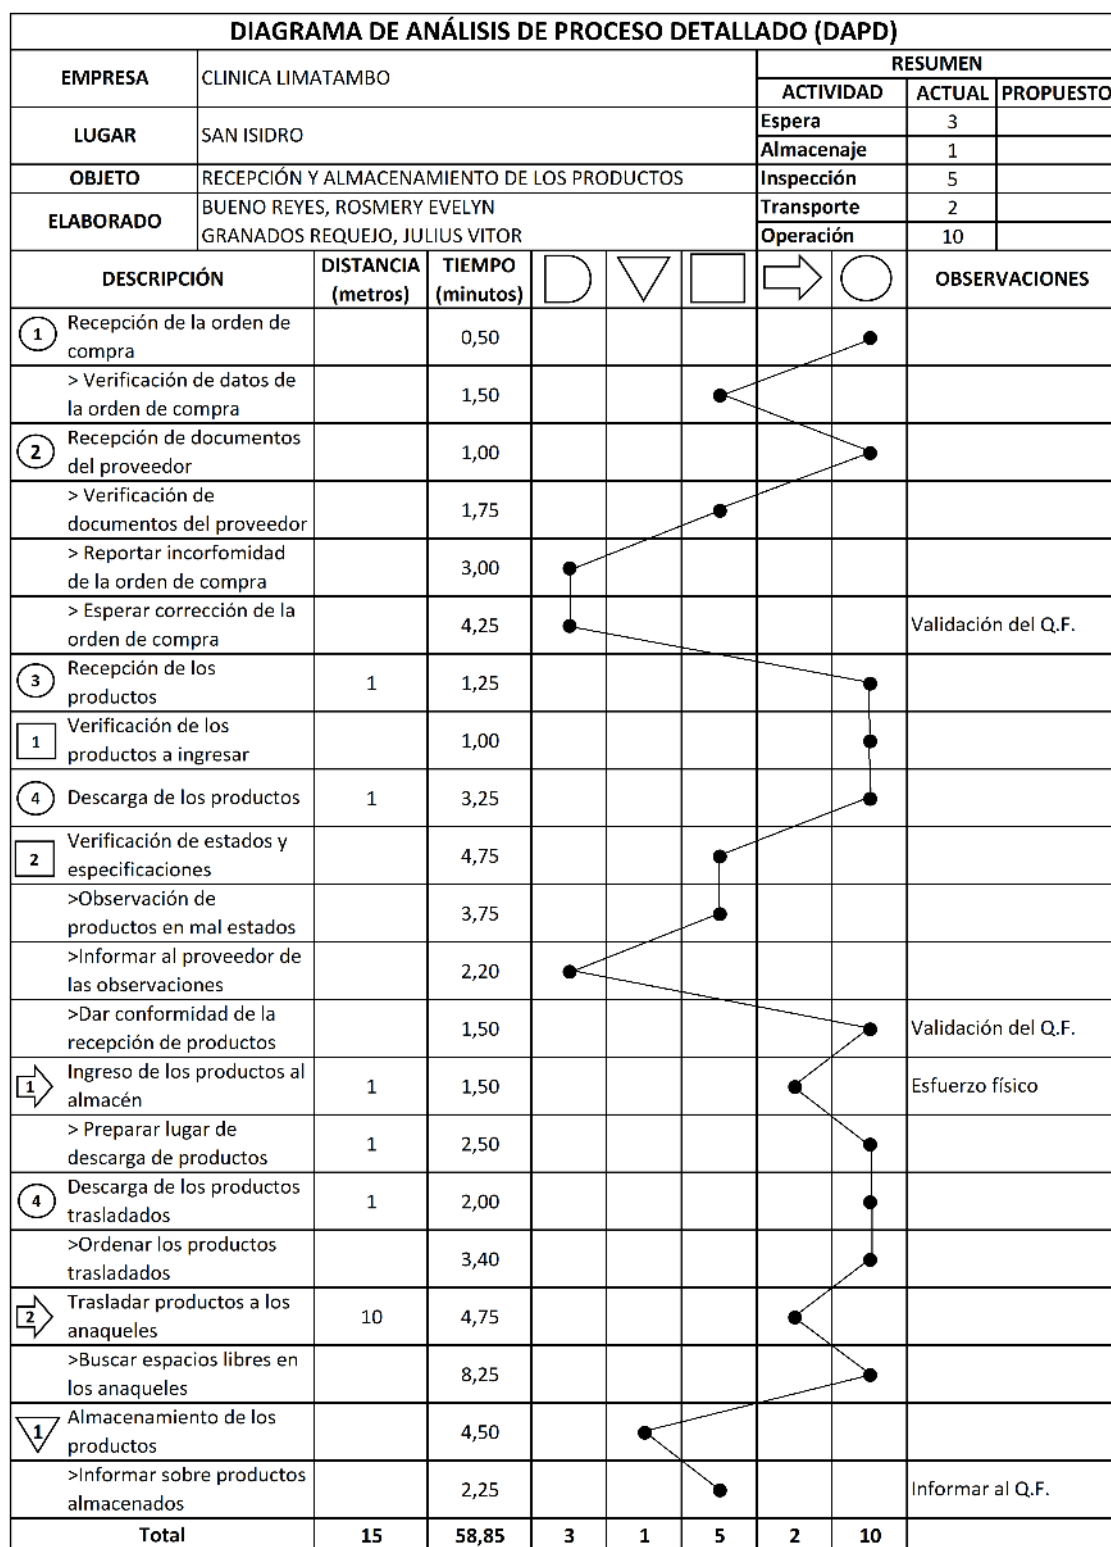 DIAGRAMA DE ANÁLISIS DE PROCESO DETALLADO (DAPD)
EMPRESA
CLINICA LIMATAMBO
RESUMEN
ACTIVIDAD ACTUAL PROPUESTO
LUGAR
SAN ISIDRO
Espera 3
Almacenaje 1
OBJETO RECEPCIÓN Y ALMACENAMIENTO DE LOS PRODUCTOS
Inspección 5
ELABORADO
BUENO REYES, ROSMERY EVELYN
GRANADOS REQUEJO, JULIUS VITOR
Transporte 2
Operación 10
DESCRIPCIÓN
DISTANCIA
(metros)
TIEMPO
(minutos)
OBSERVACIONES
1 Recepción de la orden de
compra
0,50
> Verificación de datos de
la orden de compra
1,50
2 Recepción de documentos
del proveedor
1,00
> Verificación de
documentos del proveedor
1,75
> Reportar incorfomidad
de la orden de compra
3,00
> Esperar corrección de la
orden de compra
4,25
Validación del Q.F.
3 Recepción de los
productos
1 1,25
1 Verificación de los
productos a ingresar
1,00
4 Descarga de los productos 1 3,25
2 Verificación de estados y
especificaciones
4,75
>Observación de
productos en mal estados
3,75
>Informar al proveedor de
las observaciones
2,20
>Dar conformidad de la
recepción de productos
1,50
Validación del Q.F.
1 Ingreso de los productos al
almacén
1 1,50
Esfuerzo físico
> Preparar lugar de
descarga de productos
1 2,50
4 Descarga de los productos
trasladados
1 2,00
>Ordenar los productos
trasladados
3,40
2 Trasladar productos a los
anaqueles
10 4,75
>Buscar espacios libres en
los anaqueles
8,25
1 Almacenamiento de los
productos
4,50
>Informar sobre productos
almacenados
2,25
Informar al Q.F.
Total 15 58,85 3 1 5 2 10